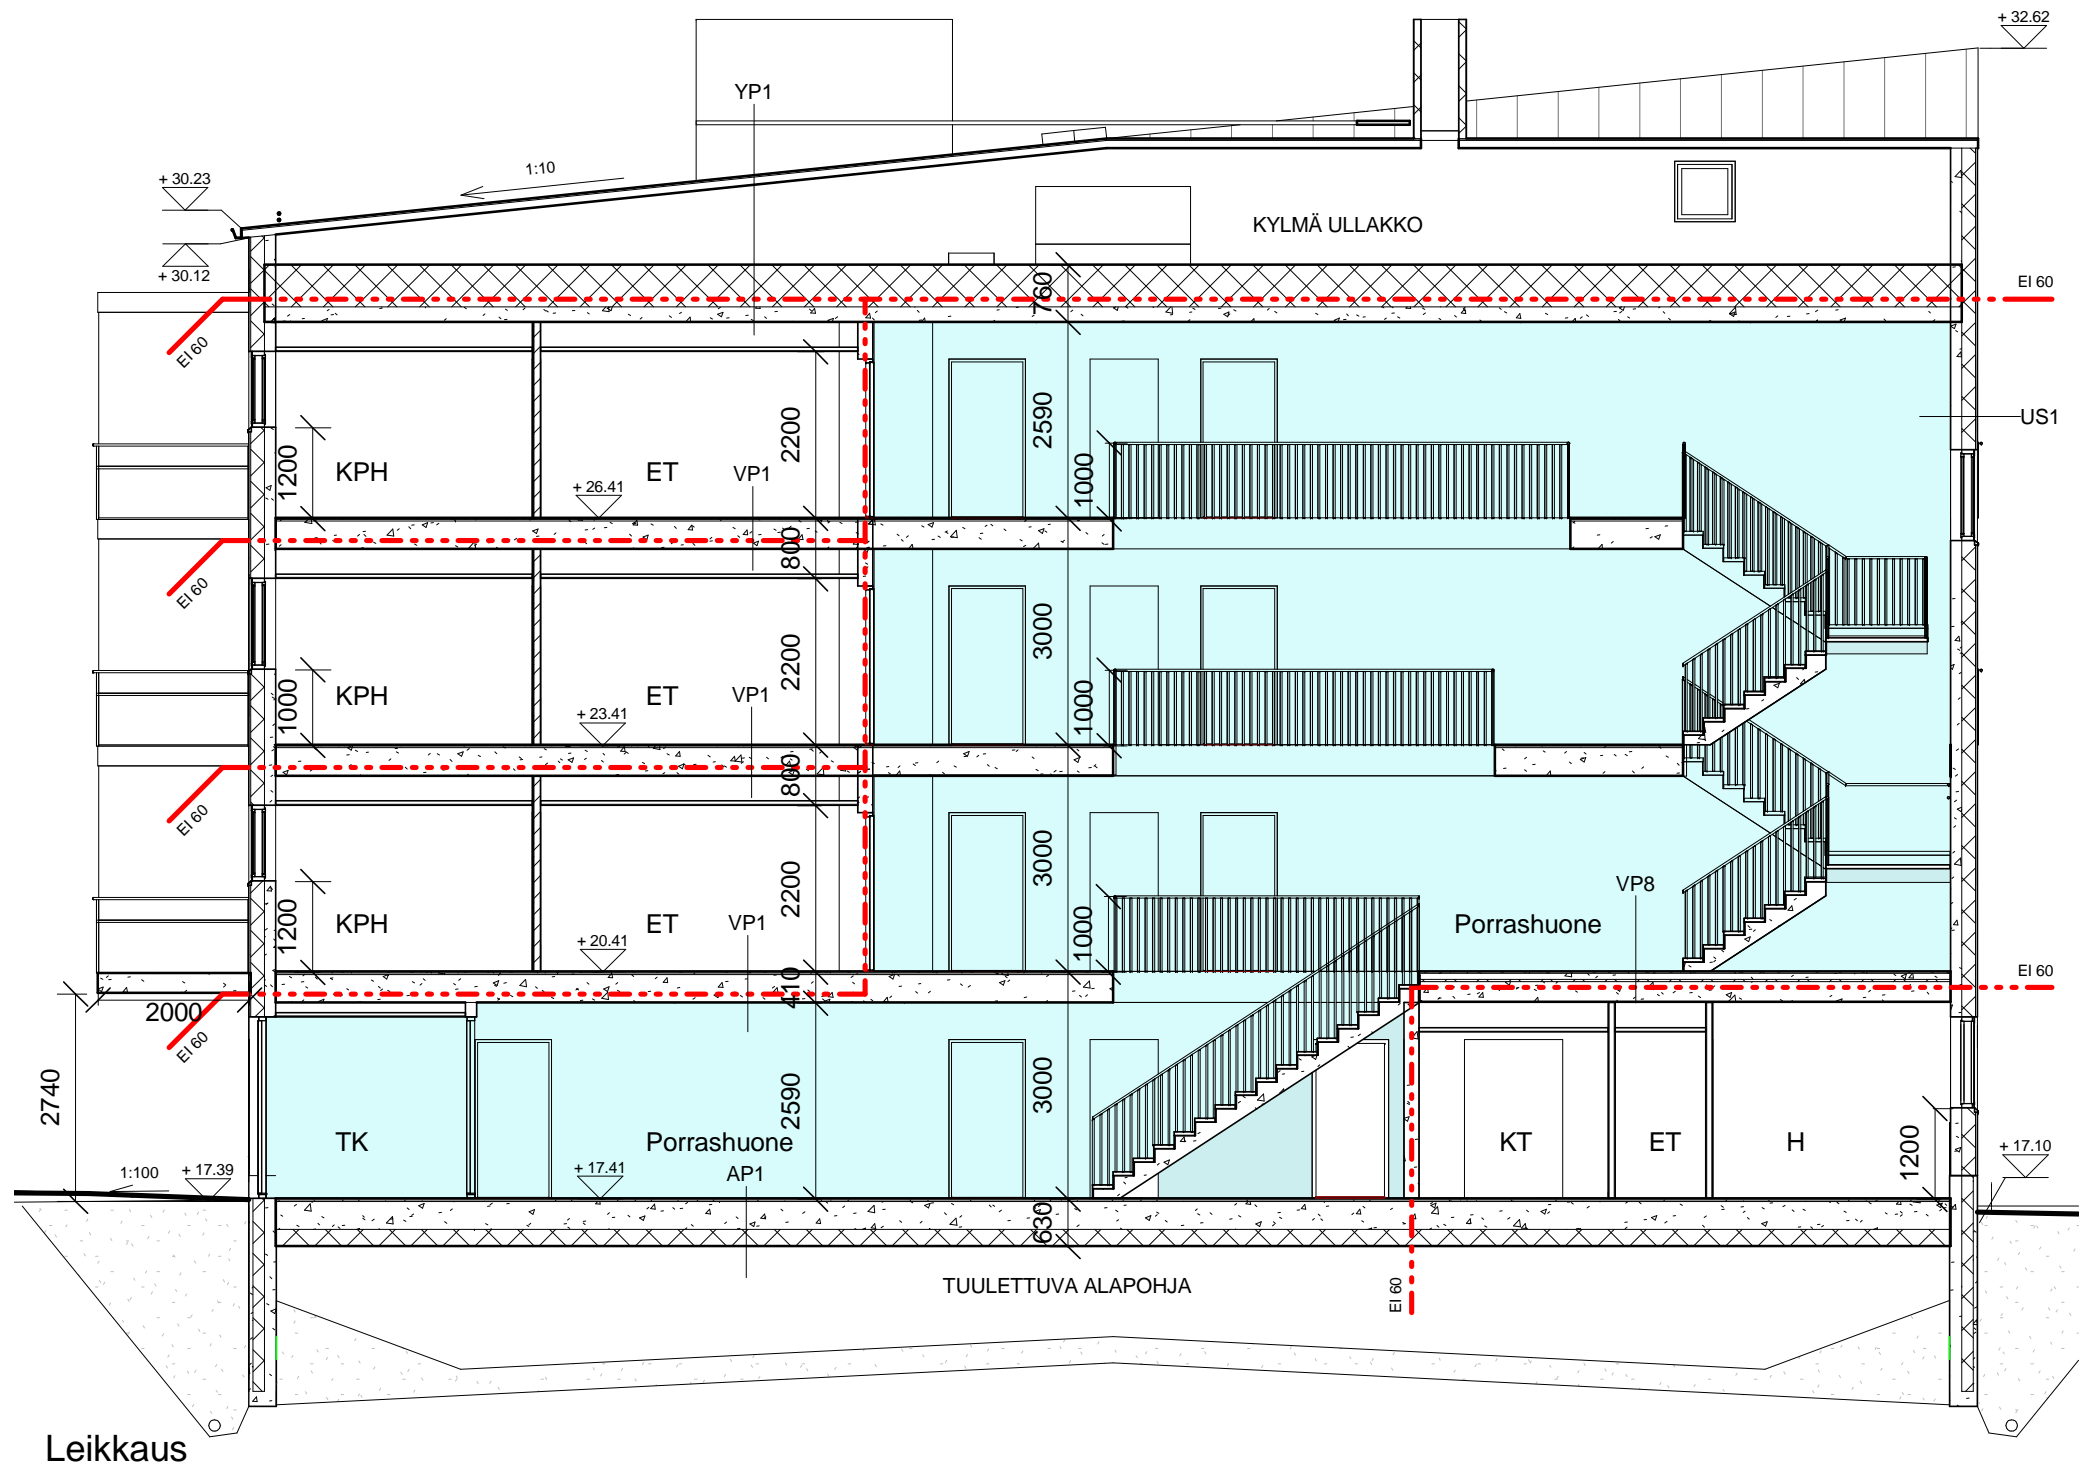 + 32.62
YP1
1:10
+ 30.23
KYLMÄ ULLAKKO
+ 30.12
EI 60
760
EI 60
US1
2590
2200
1200
KPH
ET
VP1
1000
+ 26.41
800
EI 60
3000
2200
1000
KPH
ET
VP1
1000
+ 23.41
800
EI 60
3000
2200
VP8
1200
KPH
ET
VP1
1000
Porrashuone
+ 20.41
410
EI 60
2000
EI 60
2740
2590
3000
TK
Porrashuone
KT
ET
H
1200
+ 17.10
1:100
+ 17.39
+ 17.41
AP1
630
TUULETTUVA ALAPOHJA
EI 60
Leikkaus